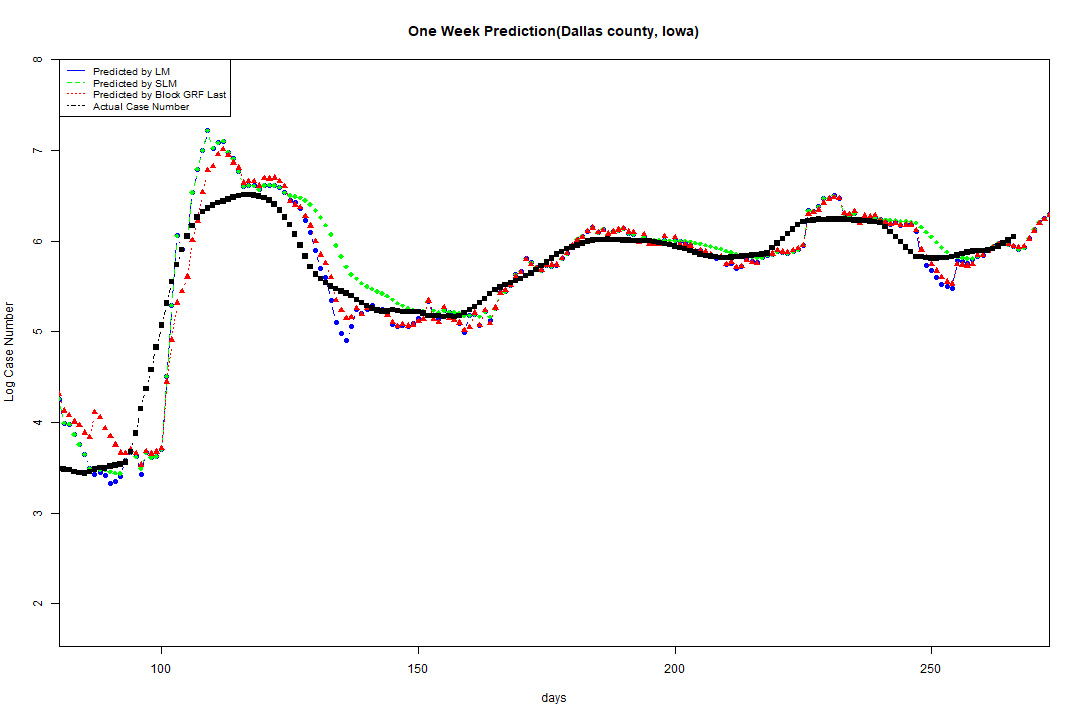 One Week Prediction(Dallas county, Iowa)
Predicted by LM
Predicted by SLM
Predicted by Block GRF Last
Actual Case Number
8
7
6
5
4
3
2
Log Case Number
100
150
200
250
days